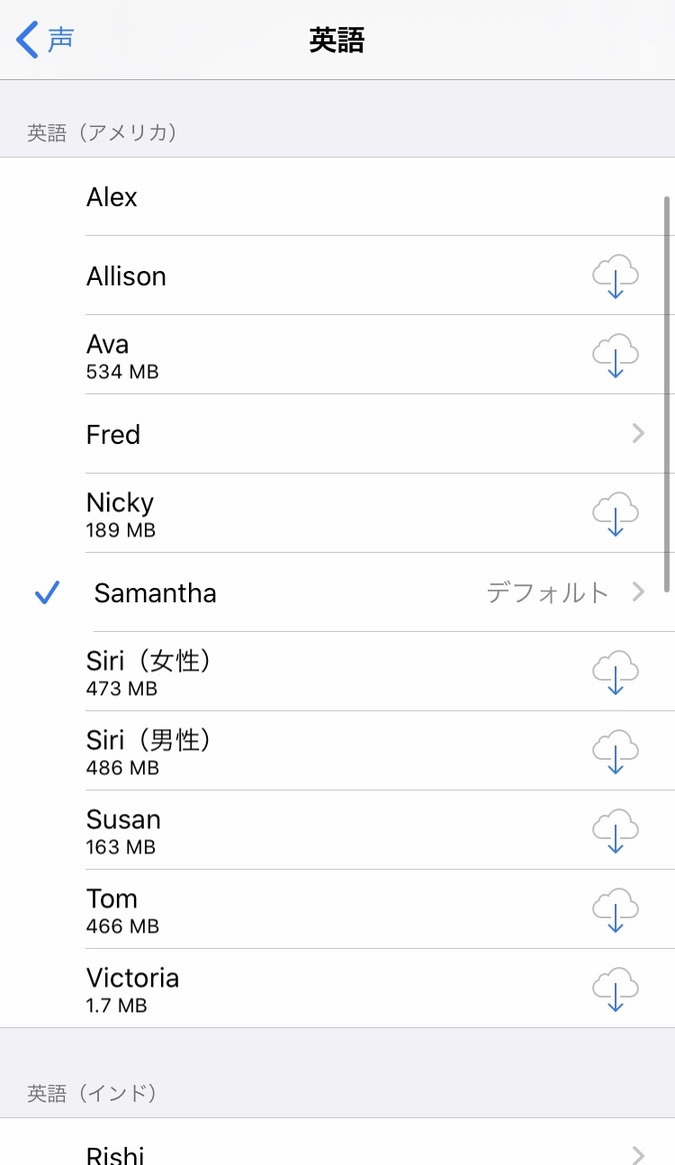 声
英語
英語（アメリカ）
Alex
Allison
Ava
534 MB
Fred
Nicky
189 MB
Samantha デフォルト
Siri（女性）
473 MB
Siri（男性）
486 MB
Susan
163 MB
Tom
466 MB
Victoria
1.7 MB
英語（インド）
Rishi